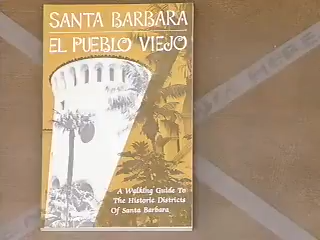 SANTA BARBARA
EL PUEBLO VIEJO
A Walking Guide To
The Historic Districts
Of Santa Barbara